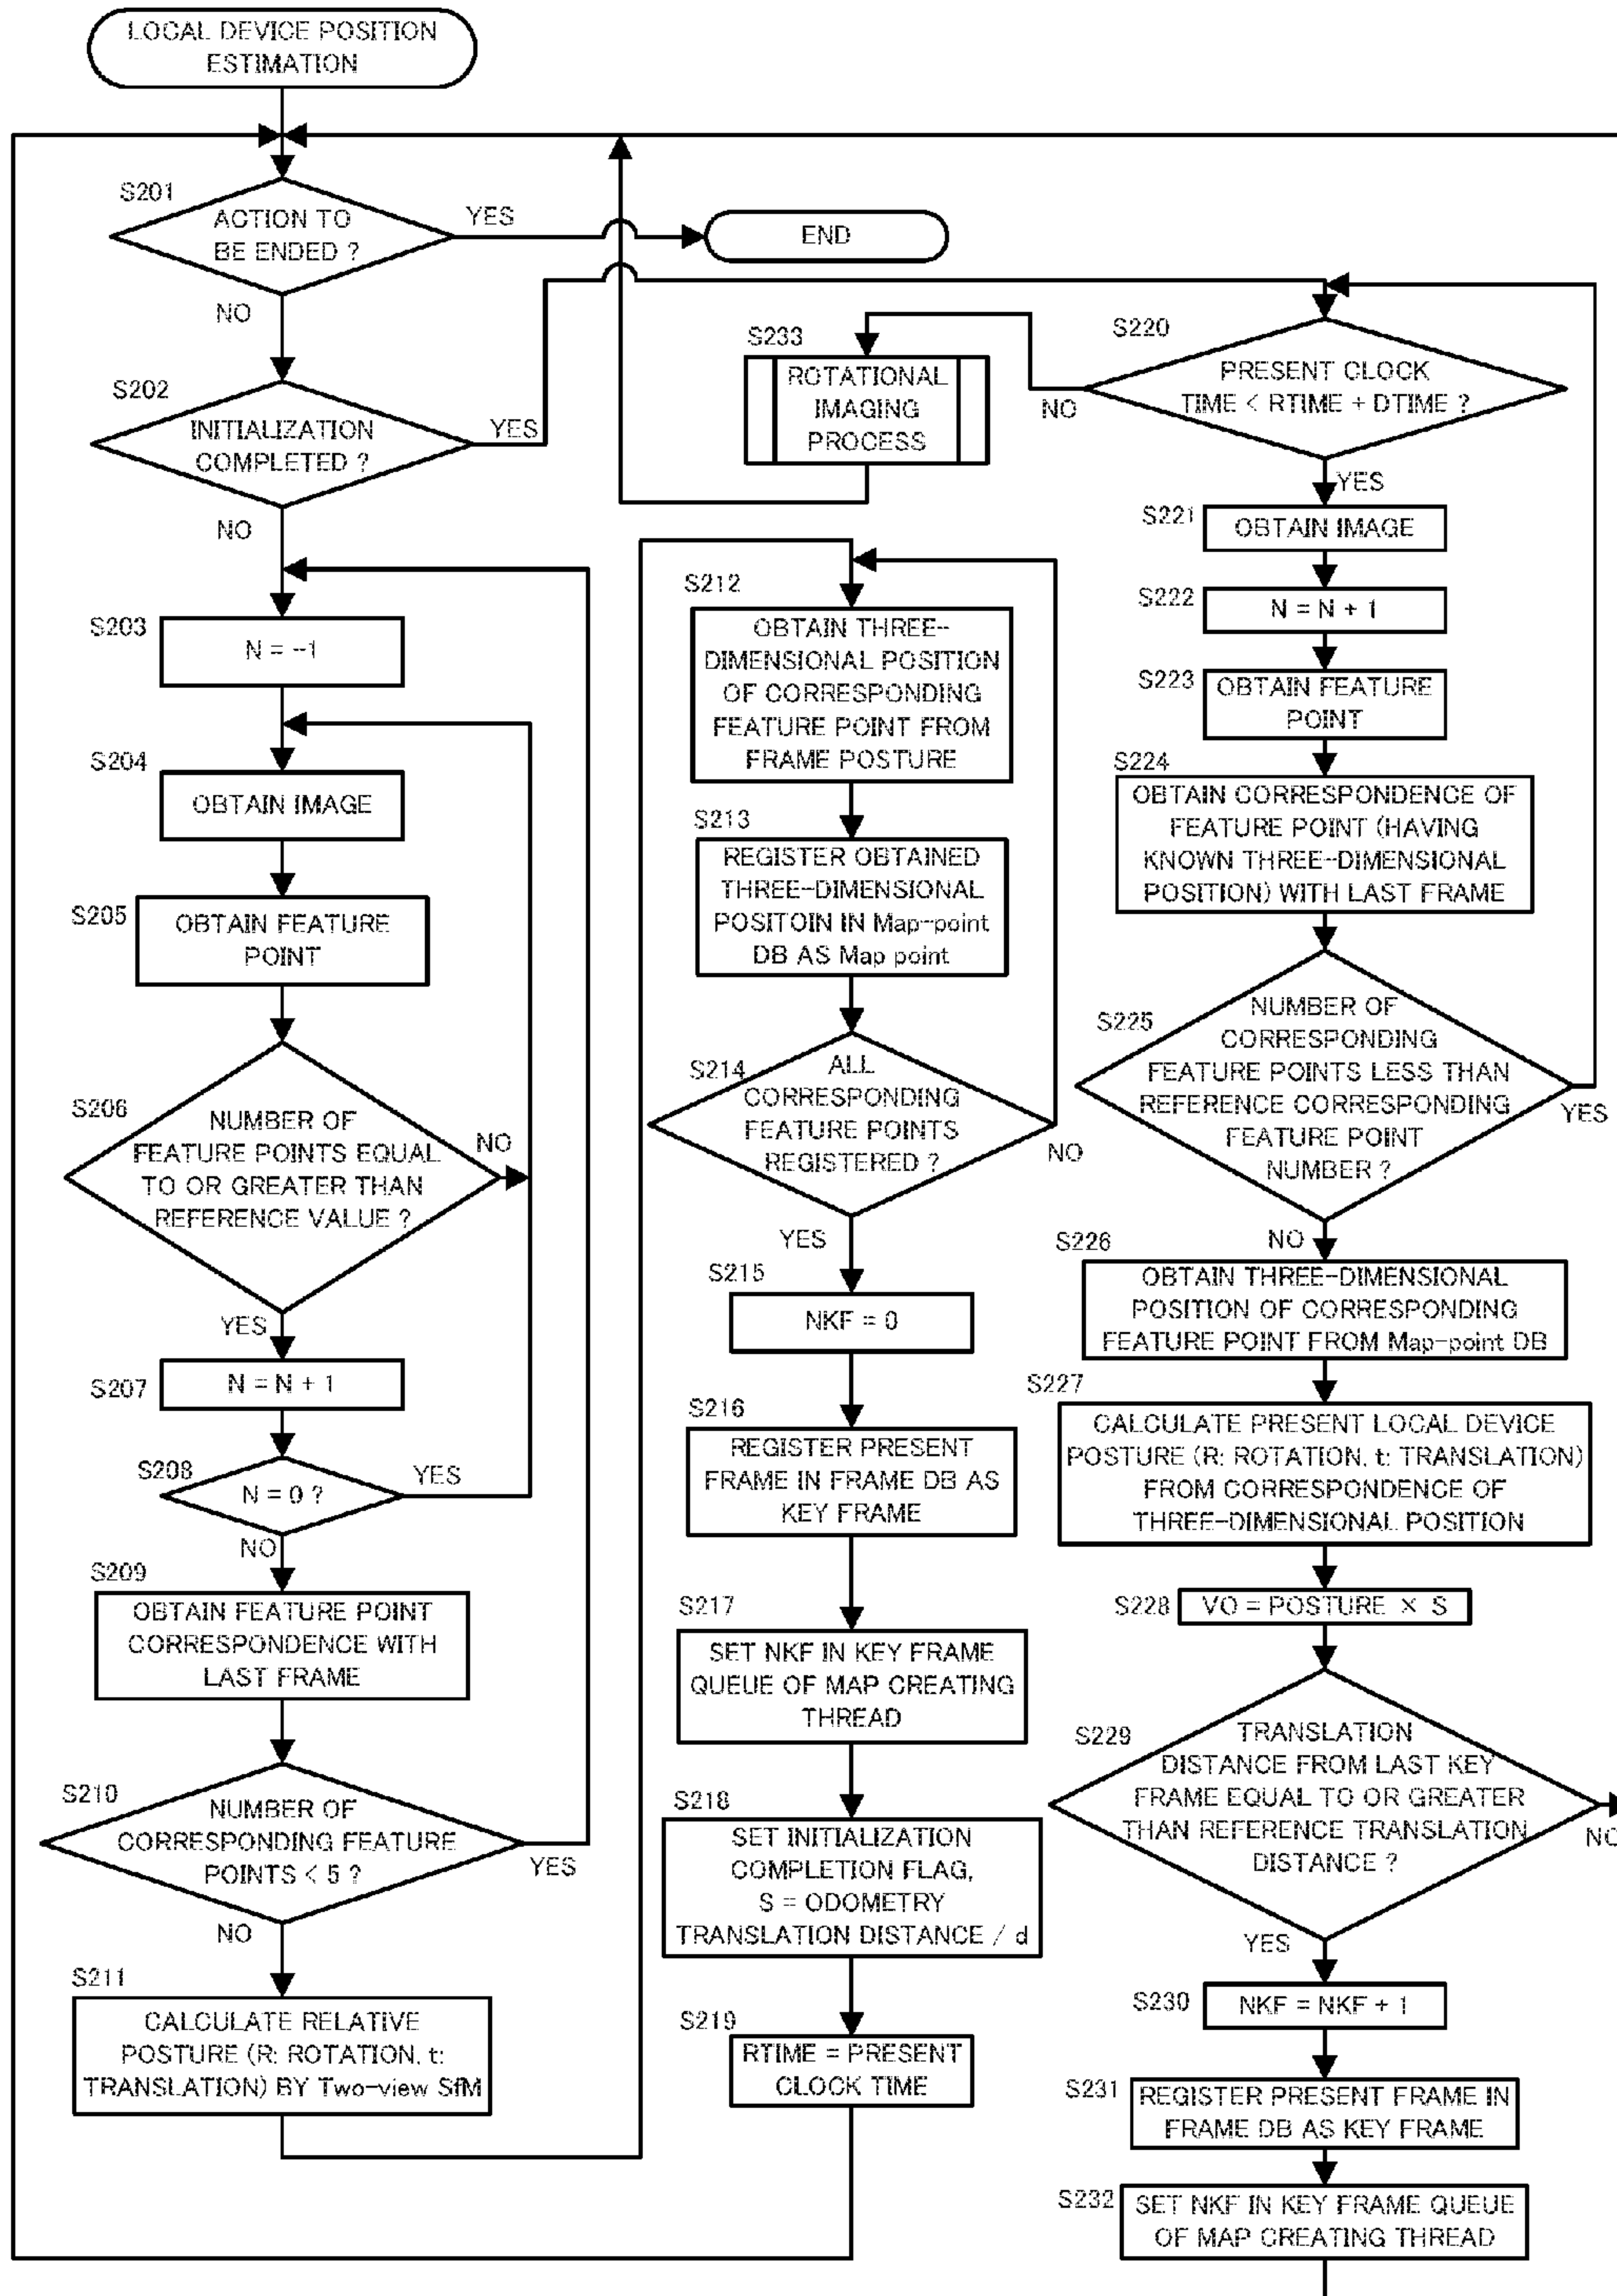 LOCAL DEVICE POSITION
ESTIMATION
S201
ACTION TO
BE ENDED ?
YES
END
NO
S202
INITIALIZATION
COMPLETED ?
YES
NO
S203
N = -1
S204
OBTAIN IMAGE
S205
OBTAIN FEATURE
POINT
S206
NUMBER OF
FEATURE POINTS EQUAL
TO OR GREATER THAN
REFERENCE VALUE ?
NO
YES
S207
N = N + 1
S208
N = 0 ?
YES
NO
S209
OBTAIN FEATURE POINT
CORRESPONDENCE WITH
LAST FRAME
S210
NUMBER OF
CORRESPONDING FEATURE
POINTS < 5 ?
YES
NO
S211
CALCULATE RELATIVE
POSTURE (R: ROTATION, t:
TRANSLATION) BY Two-view SfM
S212
OBTAIN THREE-
DIMENSIONAL POSITION
OF CORRESPONDING
FEATURE POINT FROM
FRAME POSTURE
S213
REGISTER OBTAINED
THREE-DIMENSIONAL
POSITOIN IN Map-point
DB AS Map point
S214
ALL
CORRESPONDING
FEATURE POINTS
REGISTERED ?
NO
YES
S215
NKF = 0
S216
REGISTER PRESENT
FRAME IN FRAME DB AS
KEY FRAME
S217
SET NKF IN KEY FRAME
QUEUE OF MAP CREATING
THREAD
S218
SET INITIALIZATION
COMPLETION FLAG,
S = ODOMETRY
TRANSLATION DISTANCE / d
S219
RTIME = PRESENT
CLOCK TIME
S233
ROTATIONAL
IMAGING
PROCESS
S220
PRESENT CLOCK
TIME < RTIME + DTIME ?
NO
YES
S221
OBTAIN IMAGE
S222
N = N + 1
S223
OBTAIN FEATURE
POINT
S224
OBTAIN CORRESPONDENCE OF
FEATURE POINT (HAVING
KNOWN THREE-DIMENSIONAL
POSITION) WITH LAST FRAME
S225
NUMBER OF
CORRESPONDING
FEATURE POINTS LESS THAN
REFERENCE CORRESPONDING
FEATURE POINT
NUMBER ?
YES
NO
S226
OBTAIN THREE-DIMENSIONAL
POSITION OF CORRESPONDING
FEATURE POINT FROM Map-point DB
S227
CALCULATE PRESENT LOCAL DEVICE
POSTURE (R: ROTATION, t: TRANSLATION)
FROM CORRESPONDENCE OF
THREE-DIMENSIONAL POSITION
S228
VO = POSTURE × S
S229
TRANSLATION
DISTANCE FROM LAST KEY
FRAME EQUAL TO OR GREATER
THAN REFERENCE TRANSLATION
DISTANCE ?
NO
YES
S230
NKF = NKF + 1
S231
REGISTER PRESENT FRAME IN
FRAME DB AS KEY FRAME
S232
SET NKF IN KEY FRAME QUEUE
OF MAP CREATING THREAD